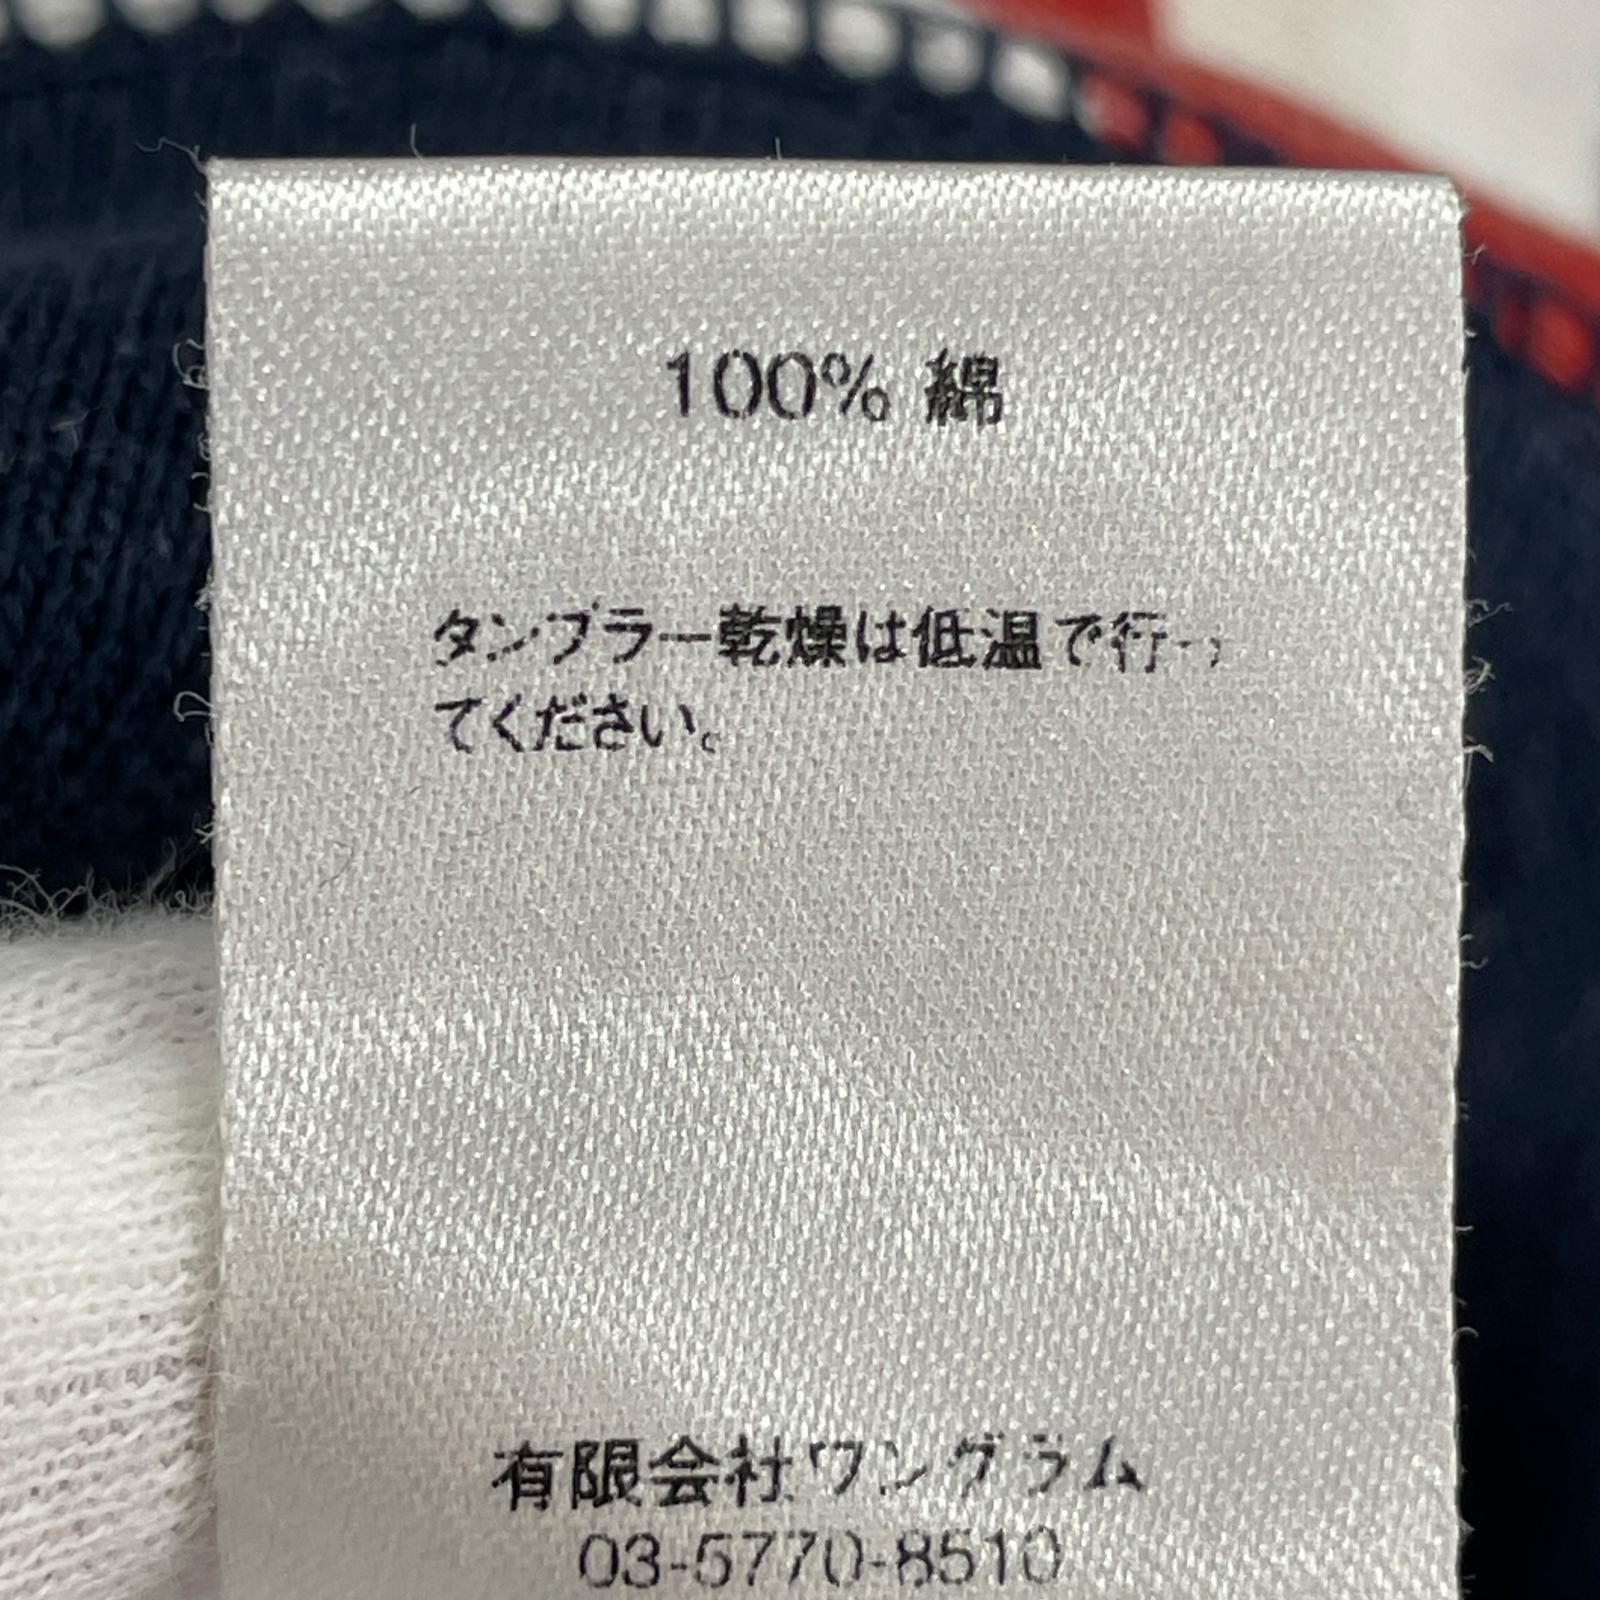 100% 綿
タンブラー乾燥は低温で行っ
てください。
有限会社ワングラム
03-5770-8510